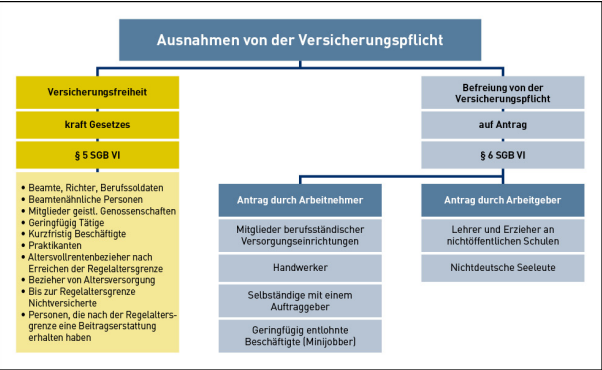 Ausnahmen von der Versicherungspflicht
Versicherungsfreiheit
kraft Gesetzes
§ 5 SGB VI
• Beamte, Richter, Berufssoldaten
• Beamtenähnliche Personen
• Mitglieder geistl. Genossenschaften
• Geringfügig Tätige
• Kurzfristig Beschäftigte
• Praktikanten
• Altersvollrentenbezieher nach
Erreichen der Regelaltersgrenze
• Bezieher von Altersversorgung
• Bis zur Regelaltersgrenze
Nichtversicherte
• Personen, die nach der Regelalters-
grenze eine Beitragserstattung
erhalten haben
Befreiung von der
Versicherungspflicht
auf Antrag
§ 6 SGB VI
Antrag durch Arbeitnehmer
Mitglieder berufsständischer
Versorgungseinrichtungen
Handwerker
Selbständige mit einem
Auftraggeber
Geringfügig entlohnte
Beschäftigte (Minijobber)
Antrag durch Arbeitgeber
Lehrer und Erzieher an
nichtöffentlichen Schulen
Nichtdeutsche Seeleute